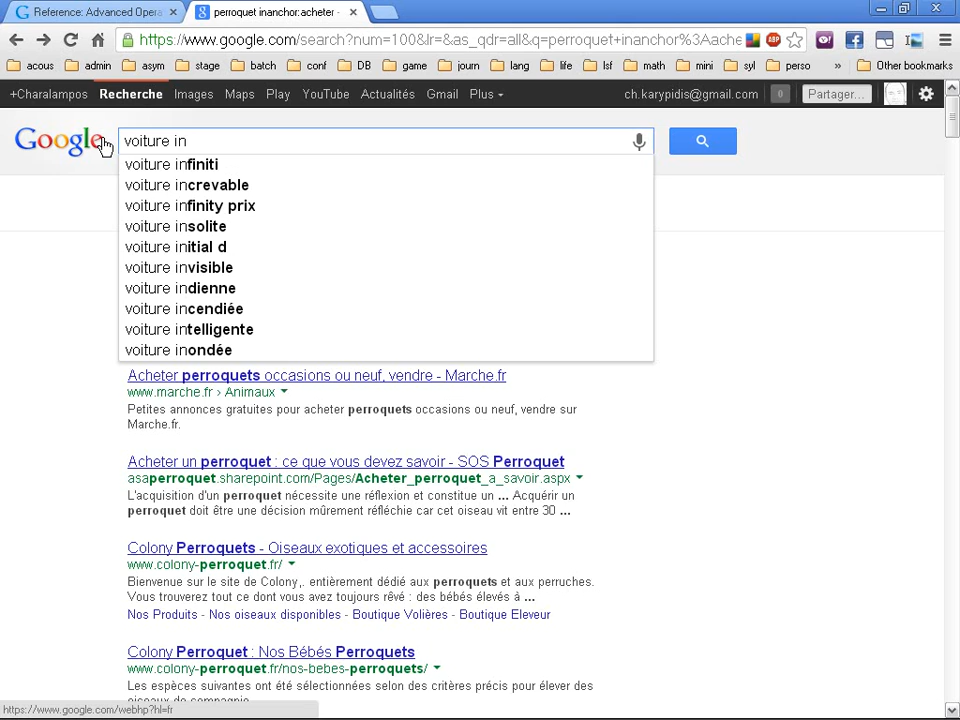 Reference: Advanced Opera
perroquet inanchor:acheter -
https://www.google.com/search?num=100&lr=&as_qdr=all&q=perroquet+inanchor%3Aache
acous admin asym stage batch conf DB game journ lang life lsf math mini syl perso » Other bookmarks
+Charalampos Recherche Images Maps Play YouTube Actualités Gmail Plus ch.karypidis@gmail.com 0 Partager...
Google voiture in
voiture infiniti
voiture increvable
voiture infinity prix
voiture insolite
voiture initial d
voiture invisible
voiture indienne
voiture incendiée
voiture intelligente
voiture inondée
Acheter perroquets occasions ou neuf, vendre - Marche.fr
www.marche.fr › Animaux
Petites annonces gratuites pour acheter perroquets occasions ou neuf, vendre sur
Marche.fr.
Acheter un perroquet : ce que vous devez savoir - SOS Perroquet
asaperroquet.sharepoint.com/Pages/Acheter_perroquet_a_savoir.aspx
L'acquisition d'un perroquet nécessite une réflexion et constitue un ... Acquérir un
perroquet doit être une décision mûrement réfléchie car cet oiseau vit entre 30 ...
Colony Perroquets - Oiseaux exotiques et accessoires
www.colony-perroquet.fr/
Bienvenue sur le site de Colony,. entièrement dédié aux perroquets et aux perruches.
Vous trouverez tout ce dont vous avez toujours rêvé : des bébés élevés à ...
Nos Produits - Nos oiseaux disponibles - Boutique Volières - Boutique Eleveur
Colony Perroquet : Nos Bébés Perroquets
www.colony-perroquet.fr/nos-bebes-perroquets/
Les espèces suivantes ont été sélectionnées selon des critères précis pour élever des
oiseaux de compagnie
https://www.google.com/webhp?hl=fr